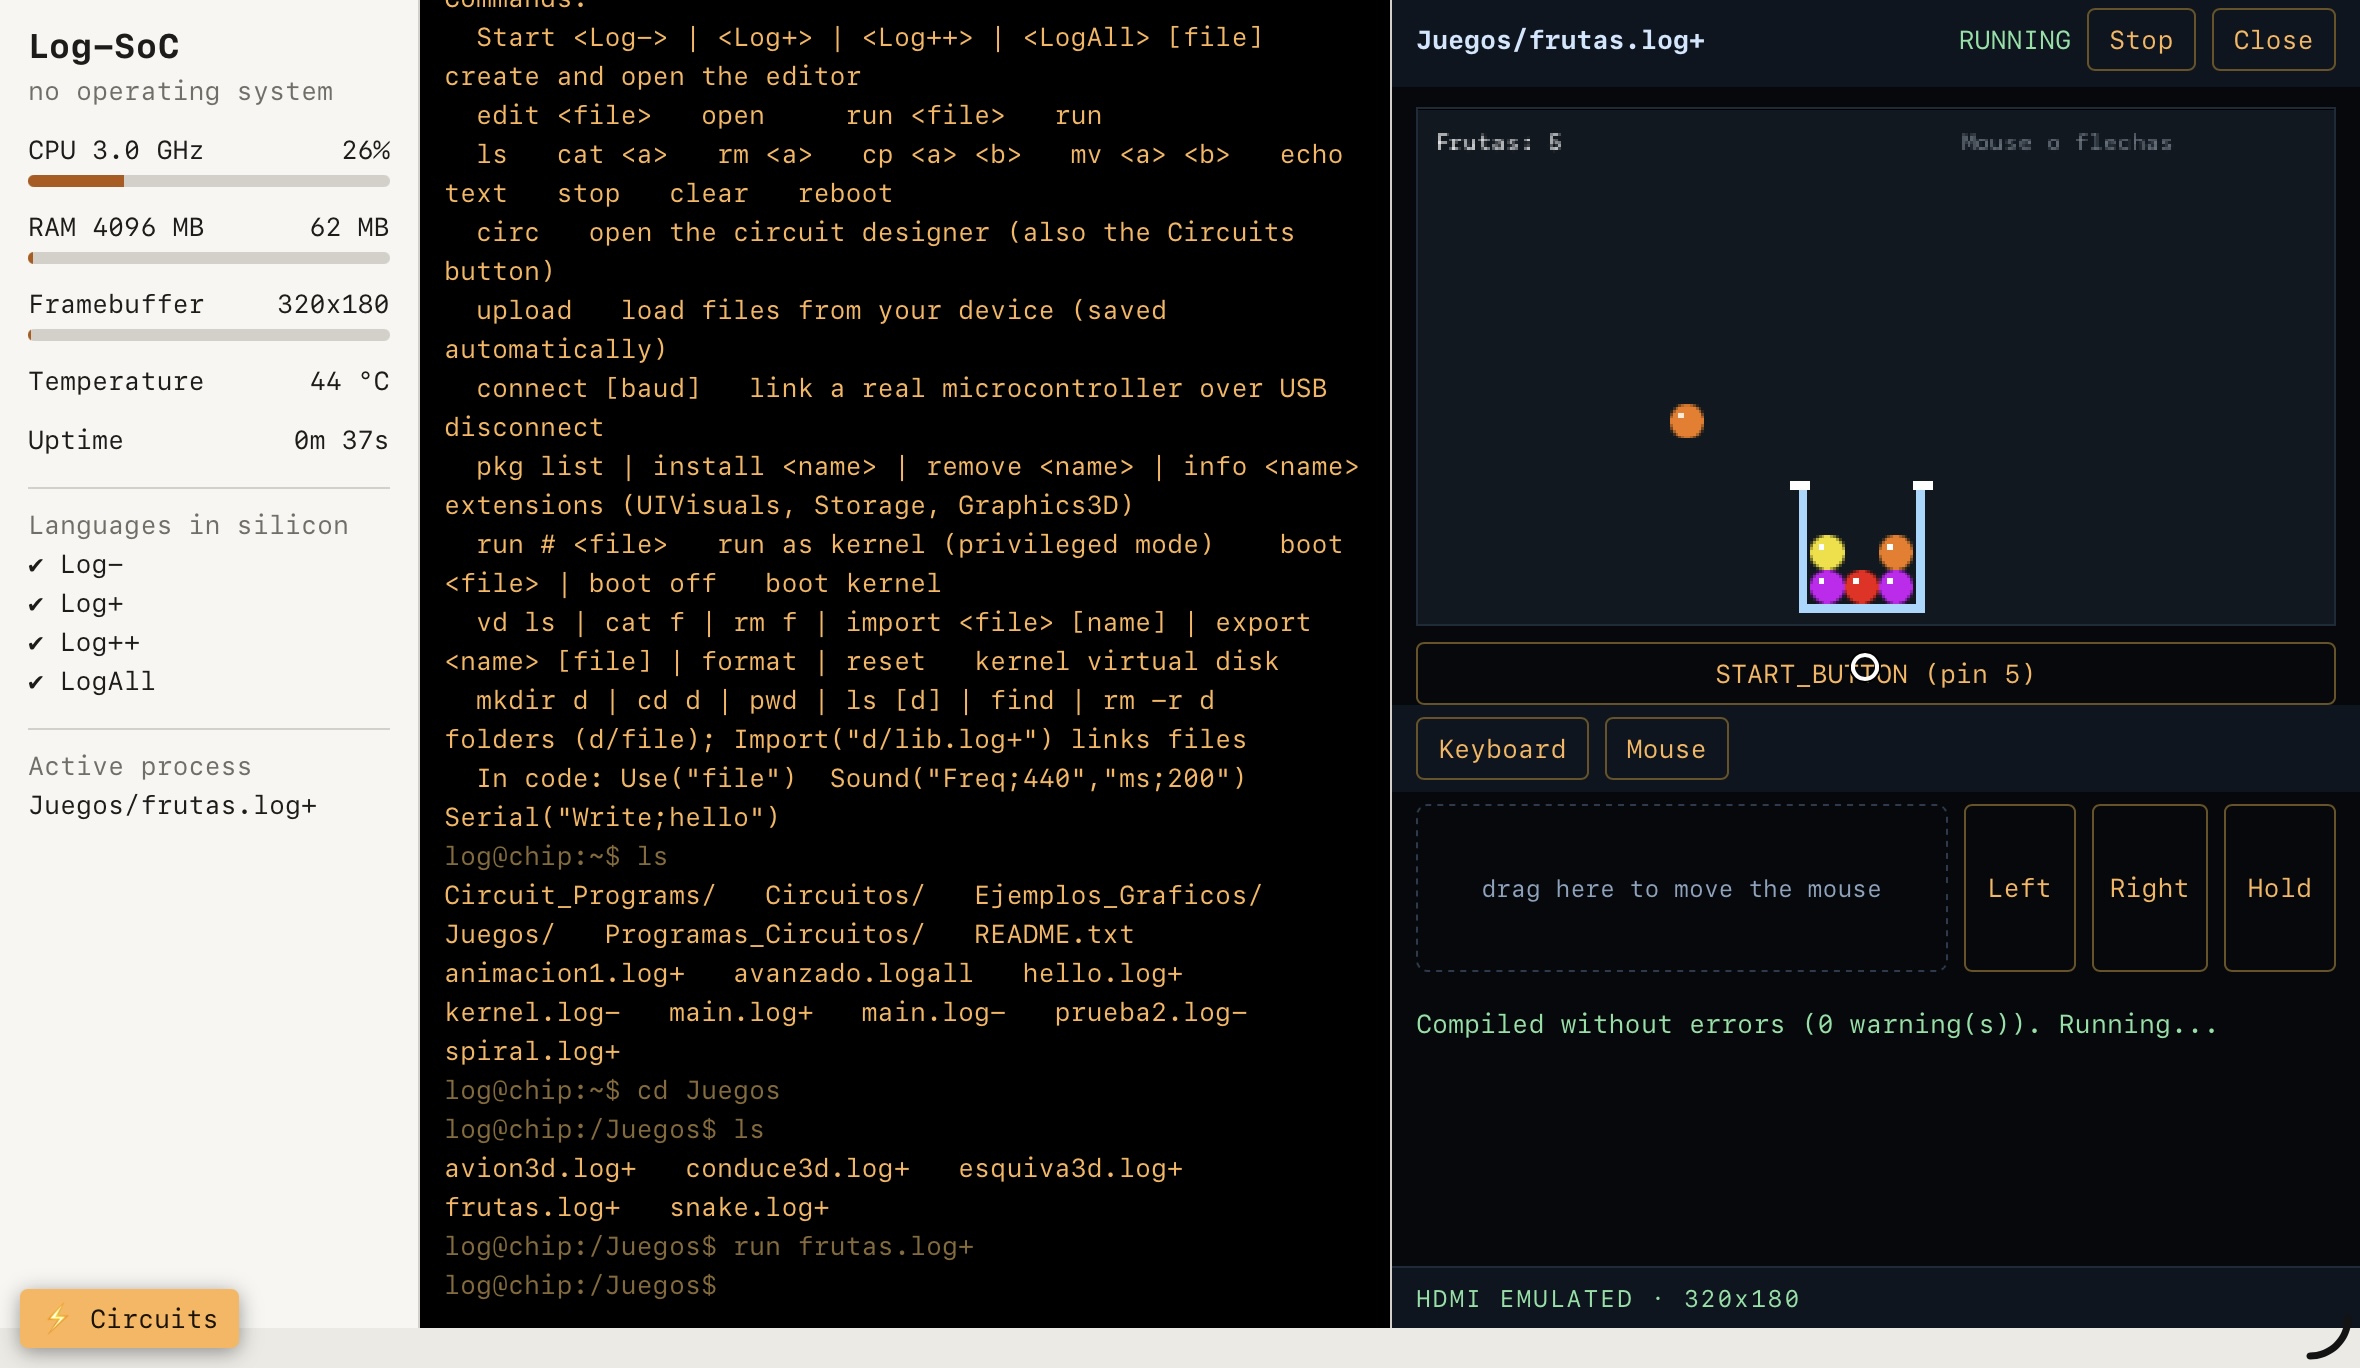 Log-SoC
no operating system
CPU 3.0 GHz 26%
RAM 4096 MB 62 MB
Framebuffer 320x180
Temperature 44 °C
Uptime 0m 37s
Languages in silicon
✔ Log-
✔ Log+
✔ Log++
✔ LogAll
Active process
Juegos/frutas.log+
⚡ Circuits
Commands:
Start <Log-> | <Log+> | <Log++> | <LogAll> [file]
create and open the editor
edit <file> open run <file> run
ls cat <a> rm <a> cp <a> <b> mv <a> <b> echo
text stop clear reboot
circ open the circuit designer (also the Circuits
button)
upload load files from your device (saved
automatically)
connect [baud] link a real microcontroller over USB
disconnect
pkg list | install <name> | remove <name> | info <name>
extensions (UIVisuals, Storage, Graphics3D)
run # <file> run as kernel (privileged mode) boot
<file> | boot off boot kernel
vd ls | cat f | rm f | import <file> [name] | export
<name> [file] | format | reset kernel virtual disk
mkdir d | cd d | pwd | ls [d] | find | rm -r d
folders (d/file); Import("d/lib.log+") links files
In code: Use("file") Sound("Freq;440","ms;200")
Serial("Write;hello")
log@chip:~$ ls
Circuit_Programs/ Circuitos/ Ejemplos_Graficos/
Juegos/ Programas_Circuitos/ README.txt
animacion1.log+ avanzado.logall hello.log+
kernel.log- main.log+ main.log- prueba2.log-
spiral.log+
log@chip:~$ cd Juegos
log@chip:/Juegos$ ls
avion3d.log+ conduce3d.log+ esquiva3d.log+
frutas.log+ snake.log+
log@chip:/Juegos$ run frutas.log+
log@chip:/Juegos$
Juegos/frutas.log+ RUNNING Stop Close
Frutas: 5 Mouse o flechas
START_BUTTON (pin 5)
Keyboard Mouse
drag here to move the mouse Left Right Hold
Compiled without errors (0 warning(s)). Running...
HDMI EMULATED · 320x180